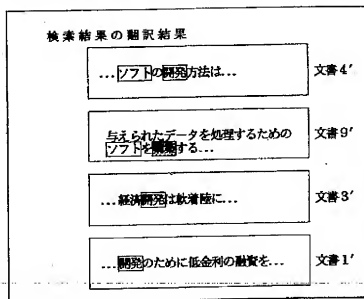 検索結果の翻訳結果
...ソフトの開発方法は... 文書4′
与えられたデータを処理するための
ソフトを する... 文書9′
...経済開発は軟着陸に... 文書3′
...開発のために低金利の融資を... 文書1′